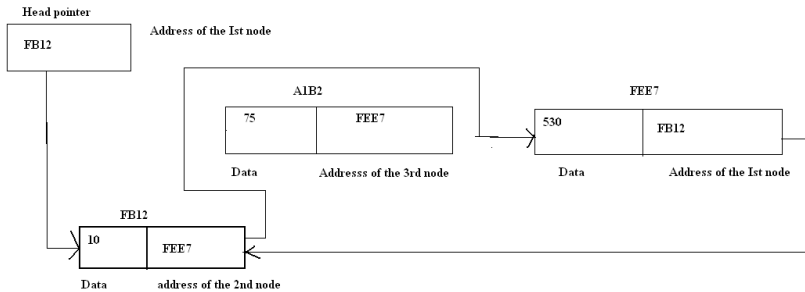 Head pointer
FB12
Address of the Ist node
A1B2
75
FEE7
Data
Addresss of the 3rd node
FEE7
530
FB12
Data
Address of the Ist node
FB12
10
FEE7
Data
address of the 2nd node